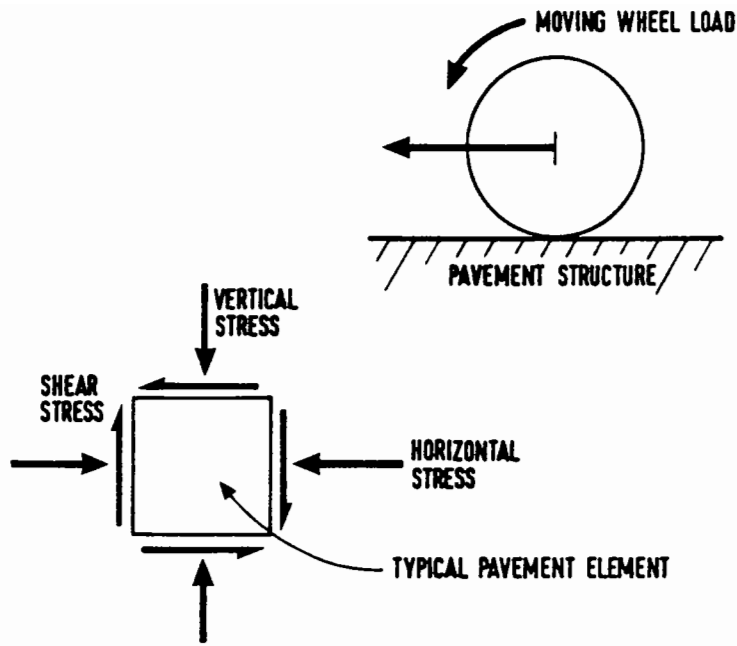 MOVING WHEEL LOAD
PAVEMENT STRUCTURE
VERTICAL
STRESS
SHEAR
STRESS
HORIZONTAL
STRESS
TYPICAL PAVEMENT ELEMENT